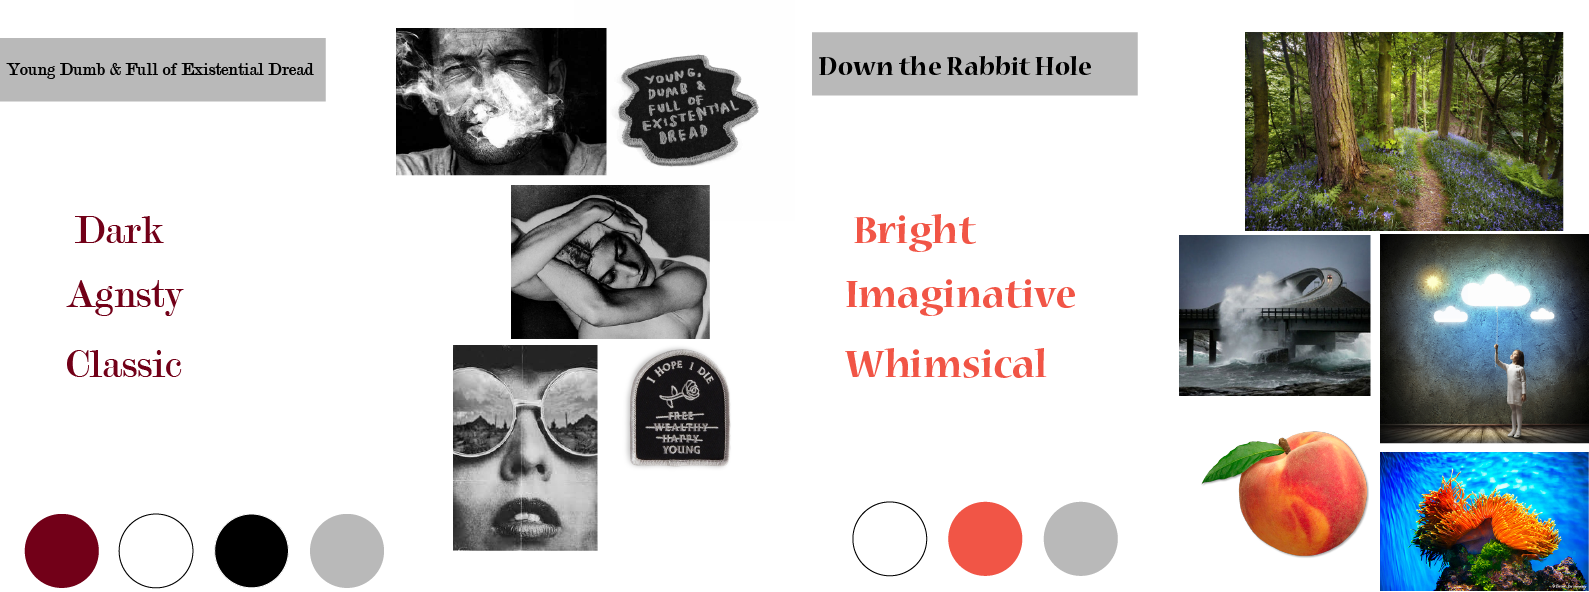 Young Dumb & Full of Existential Dread
YOUNG,
DUMB &
FULL OF
EXISTENTIAL
DREAD
Dark
Agnsty
Classic
I HOPE I DIE
FREE
WEALTHY
HAPPY
YOUNG
Down the Rabbit Hole
Bright
Imaginative
Whimsical